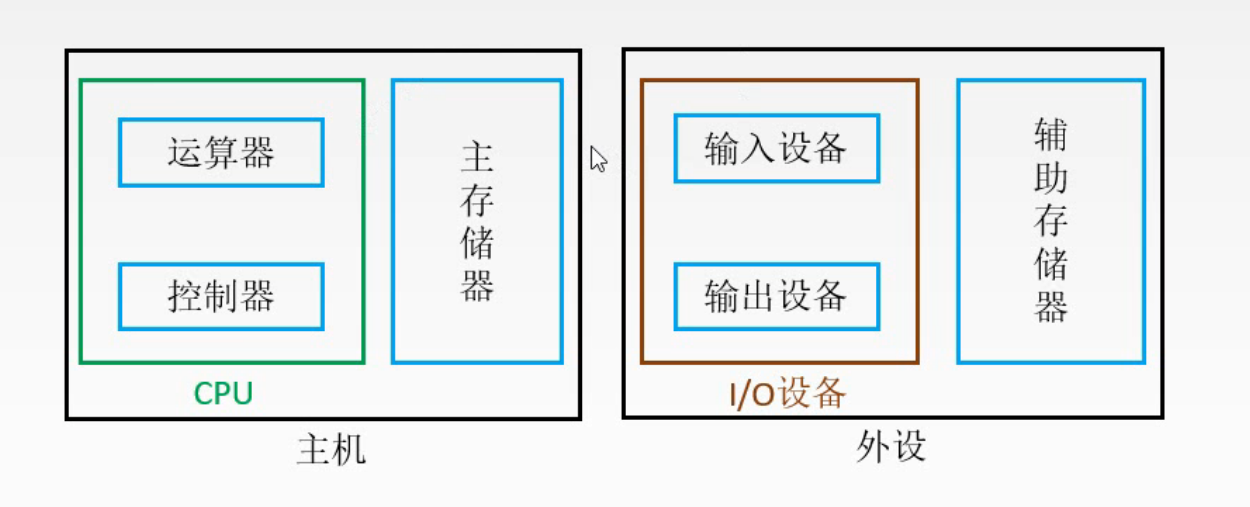 运算器
控制器
CPU
主存储器
主机
输入设备
输出设备
I/O设备
辅助存储器
外设